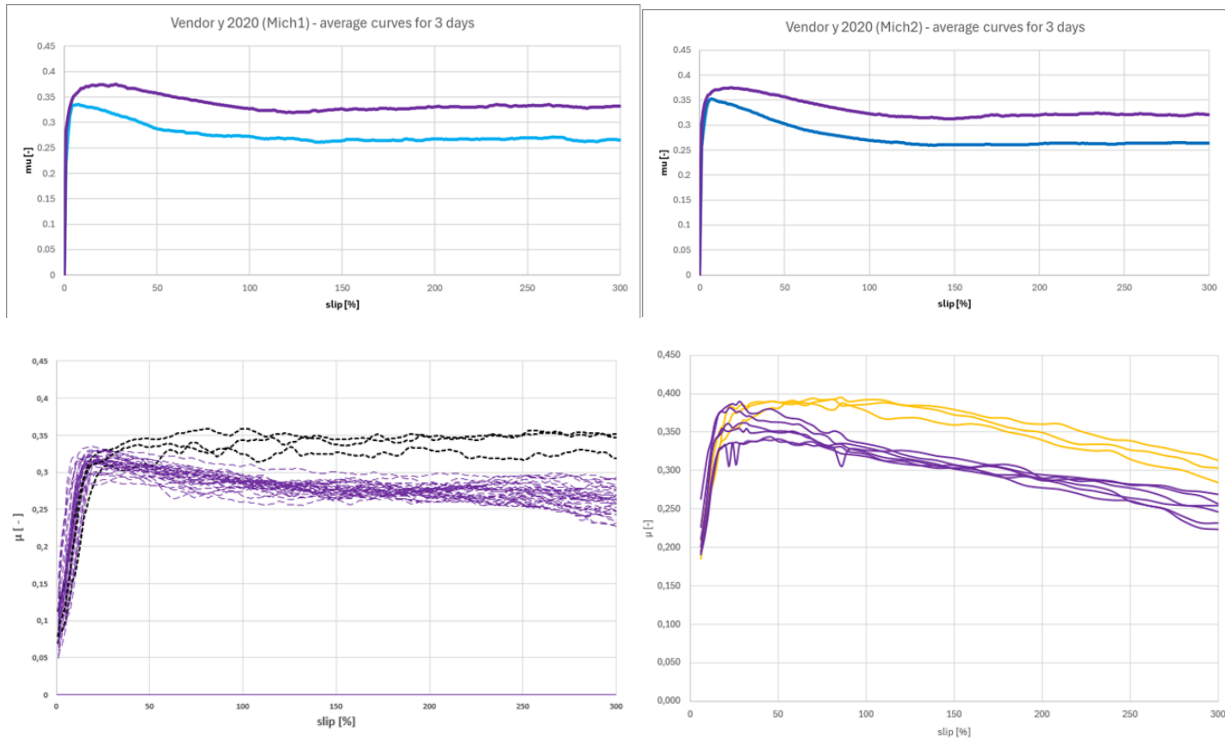 Vendor y 2020 (Mich1) - average curves for 3 days
0.45
0.4
0.35
0.3
0.25
0.2
0.15
0.1
0.05
0
mu [-]
0 50 100 150 200 250 300
slip [%]
Vendor y 2020 (Mich2) - average curves for 3 days
0.45
0.4
0.35
0.3
0.25
0.2
0.15
0.1
0.05
0
mu [-]
0 50 100 150 200 250 300
slip [%]
0,45
0,4
0,35
0,3
0,25
0,2
0,15
0,1
0,05
0
µ [ - ]
0 50 100 150 200 250 300
slip [%]
0,450
0,400
0,350
0,300
0,250
0,200
0,150
0,100
0,050
0,000
µ [-]
0 50 100 150 200 250 300
slip [%]